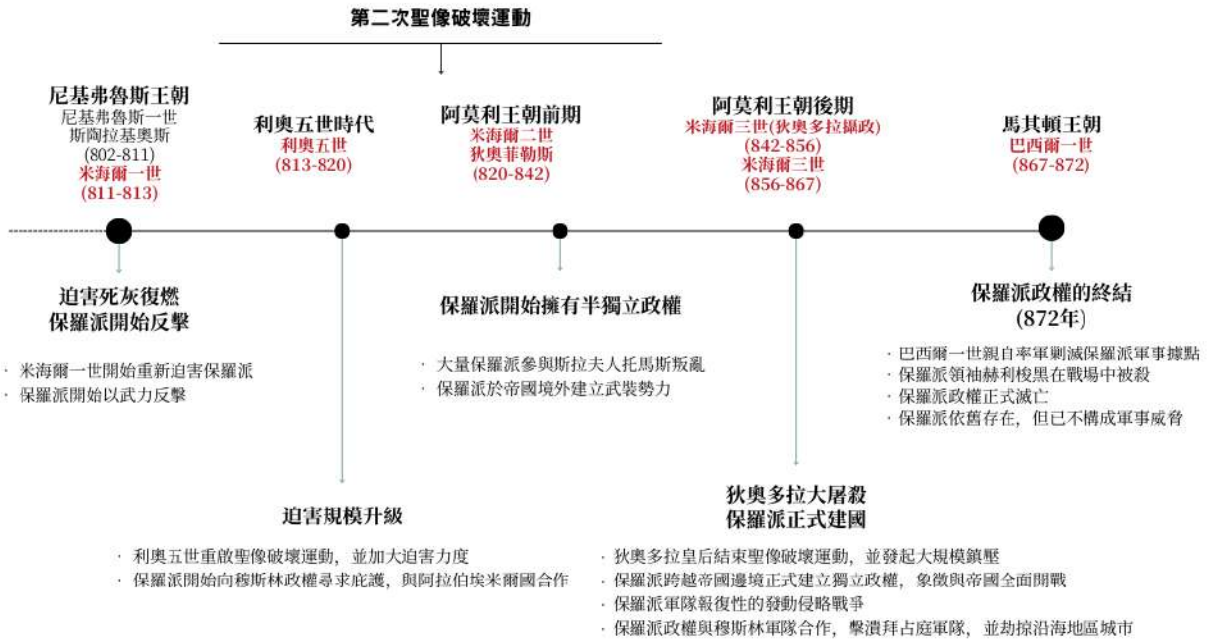 第二次聖像破壞運動
尼基弗魯斯王朝
尼基弗魯斯一世
斯陶拉基奧斯
(802-811)
米海爾一世
(811-813)
利奧五世時代
利奧五世
(813-820)
阿莫利王朝前期
米海爾二世
狄奧菲勒斯
(820-842)
阿莫利王朝後期
米海爾三世(狄奧多拉攝政)
(842-856)
米海爾三世
(856-867)
馬其頓王朝
巴西爾一世
(867-872)
迫害死灰復燃
保羅派開始反擊
· 米海爾一世開始重新迫害保羅派
· 保羅派開始以武力反擊
迫害規模升級
· 利奧五世重啟聖像破壞運動，並加大迫害力度
· 保羅派開始向穆斯林政權尋求庇護，與阿拉伯埃米爾國合作
保羅派開始擁有半獨立政權
· 大量保羅派參與斯拉夫人托馬斯叛亂
· 保羅派於帝國境外建立武裝勢力
狄奧多拉大屠殺
保羅派正式建國
· 狄奧多拉皇后結束聖像破壞運動，並發起大規模鎮壓
· 保羅派跨越帝國邊境正式建立獨立政權，象徵與帝國全面開戰
· 保羅派軍隊報復性的發動侵略戰爭
· 保羅派政權與穆斯林軍隊合作，擊潰拜占庭軍隊，並劫掠沿海地區城市
保羅派政權的終結
(872年)
· 巴西爾一世親自率軍剿滅保羅派軍事據點
· 保羅派領袖赫利梭黑在戰場中被殺
· 保羅派政權正式滅亡
· 保羅派依舊存在，但已不構成軍事威脅